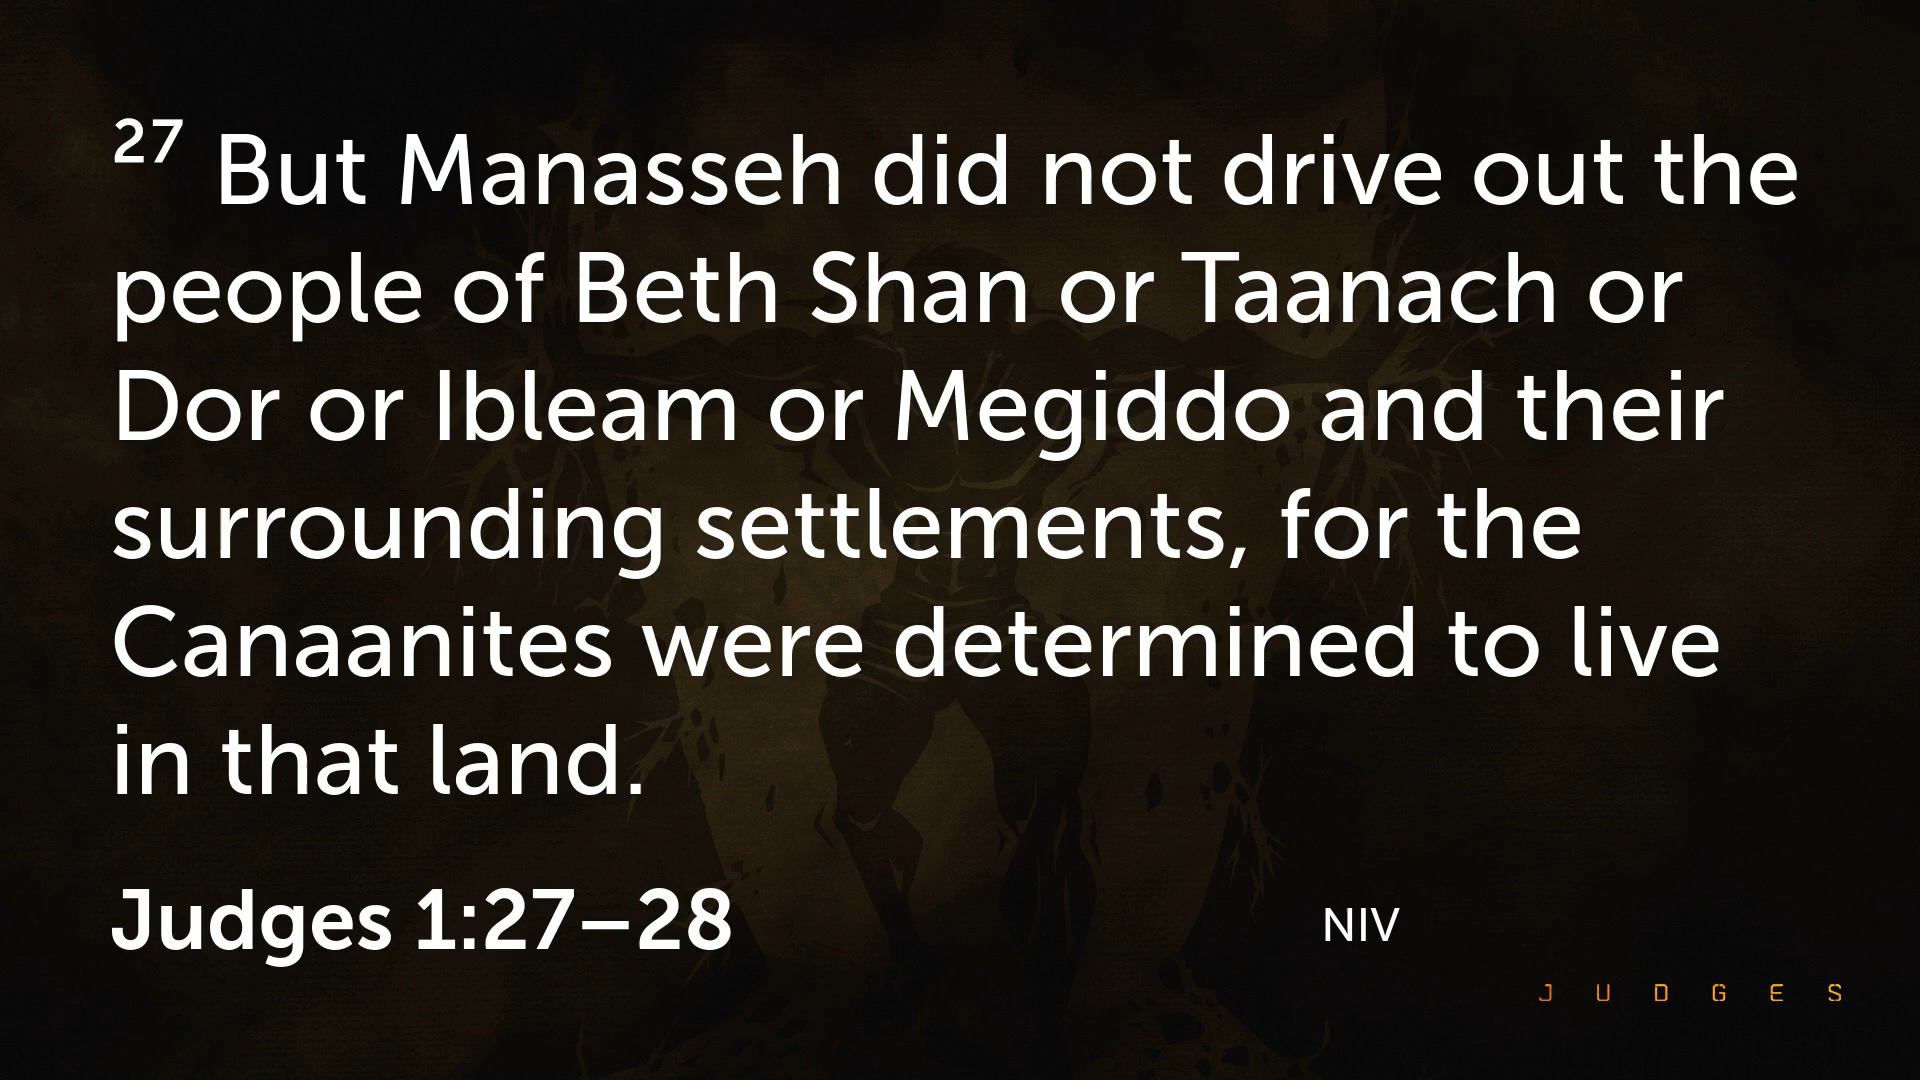 27 But Manasseh did not drive out the
people of Beth Shan or Taanach or
Dor or Ibleam or Megiddo and their
surrounding settlements, for the
Canaanites were determined to live
in that land.
Judges 1:27–28
NIV
JUDGES